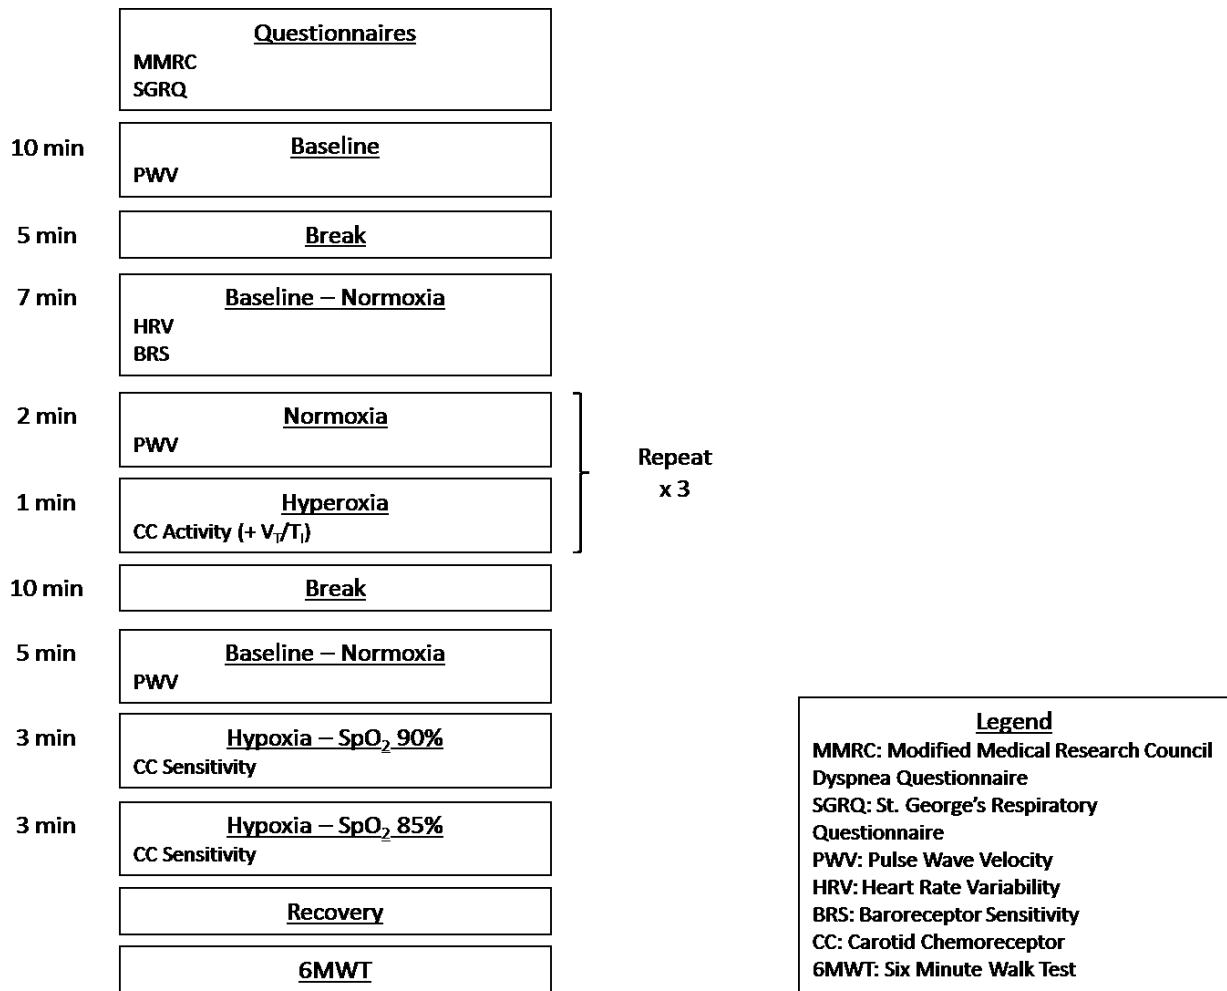 Questionnaires
MMRC
SGRQ
10 min
Baseline
PWV
5 min
Break
7 min
Baseline – Normoxia
HRV
BRS
2 min
Normoxia
PWV
1 min
Hyperoxia
CC Activity (+ V_T/T_I)
Repeat
x 3
10 min
Break
5 min
Baseline – Normoxia
PWV
3 min
Hypoxia – SpO₂ 90%
CC Sensitivity
3 min
Hypoxia – SpO₂ 85%
CC Sensitivity
Recovery
6MWT
Legend
MMRC: Modified Medical Research Council
Dyspnea Questionnaire
SGRQ: St. George's Respiratory
Questionnaire
PWV: Pulse Wave Velocity
HRV: Heart Rate Variability
BRS: Baroreceptor Sensitivity
CC: Carotid Chemoreceptor
6MWT: Six Minute Walk Test